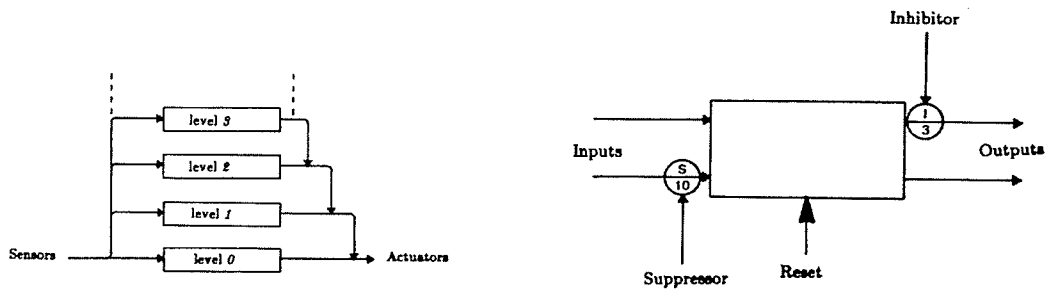 level 3
level 2
level 1
level 0
Sensors
Actuators
Inhibitor
I
3
Inputs
Outputs
S
10
Suppressor
Reset